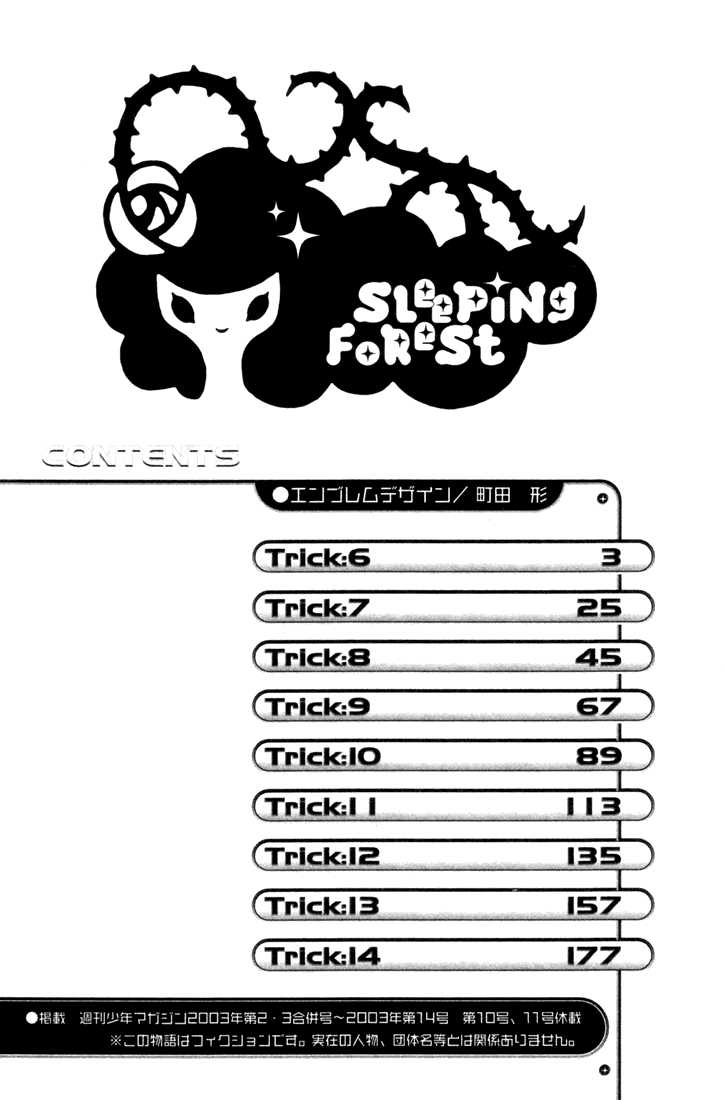 SLeePiNg
FoReSt
CONTENTS
●エンブレムデザイン／町田　形
Trick:6 3
Trick:7 25
Trick:8 45
Trick:9 67
Trick:10 89
Trick:11 113
Trick:12 135
Trick:13 157
Trick:14 177
●掲載　週刊少年マガジン2003年第2・3合併号〜2003年第14号　第10号、11号休載
※この物語はフィクションです。実在の人物、団体名等とは関係ありません。